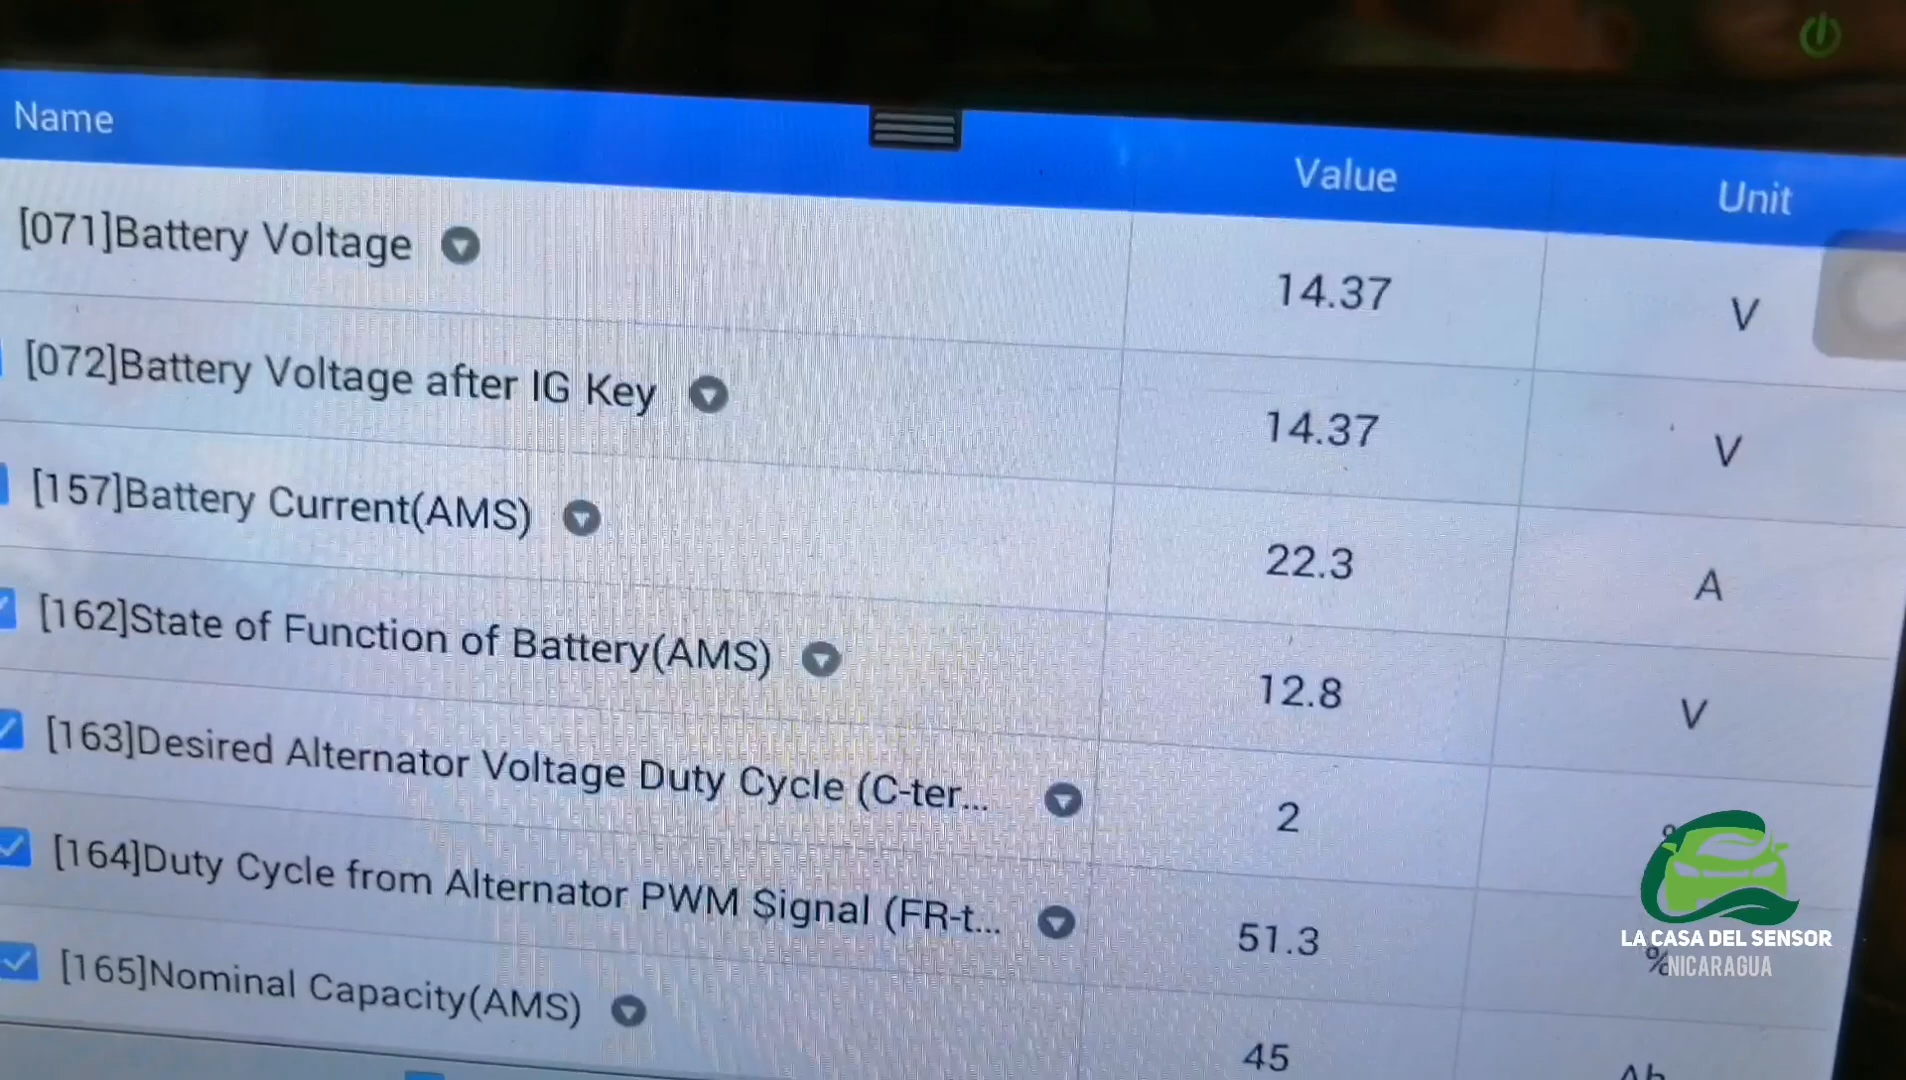 Name Value Unit
[071]Battery Voltage 14.37 V
[072]Battery Voltage after IG Key 14.37 V
[157]Battery Current(AMS) 22.3 A
[162]State of Function of Battery(AMS) 12.8 V
[163]Desired Alternator Voltage Duty Cycle (C-ter... 2
[164]Duty Cycle from Alternator PWM Signal (FR-t... 51.3 %
[165]Nominal Capacity(AMS) 45 Ah
LA CASA DEL SENSOR
NICARAGUA